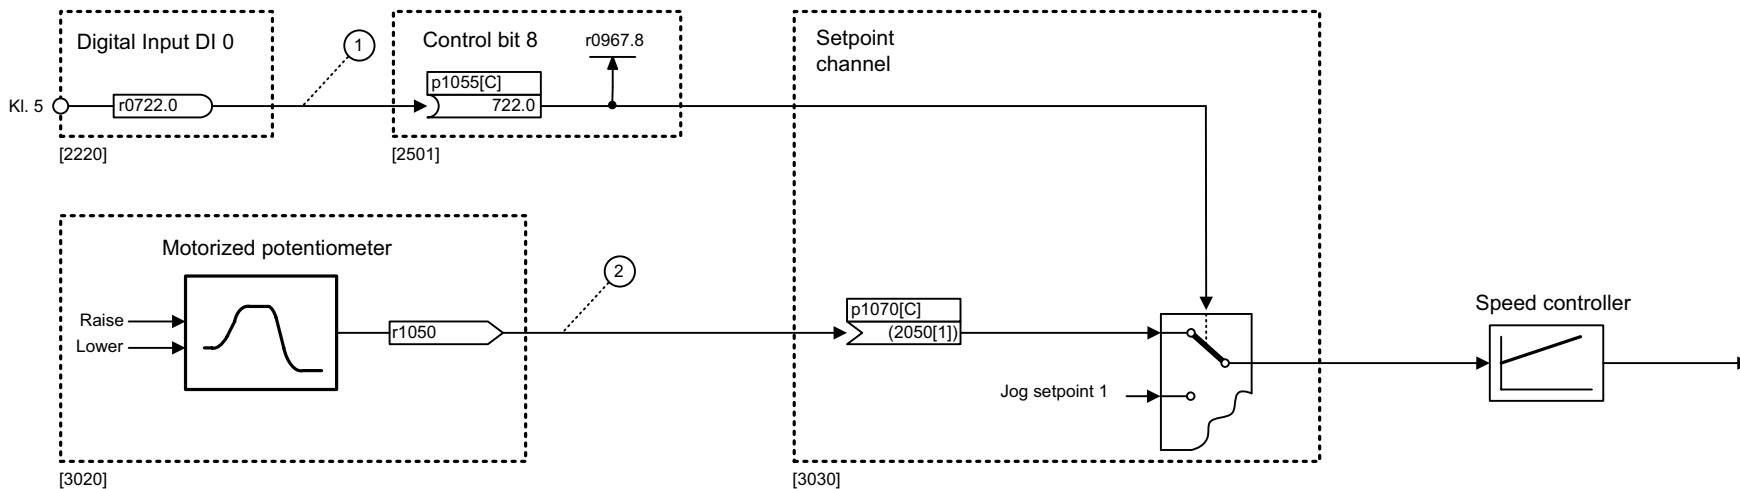 Digital Input DI 0
Control bit 8
r0967.8
Setpoint
channel
1
p1055[C]
Kl. 5
r0722.0
722.0
[2220]
[2501]
Motorized potentiometer
2
Raise
Lower
r1050
p1070[C]
(2050[1])
Speed controller
Jog setpoint 1
[3020]
[3030]